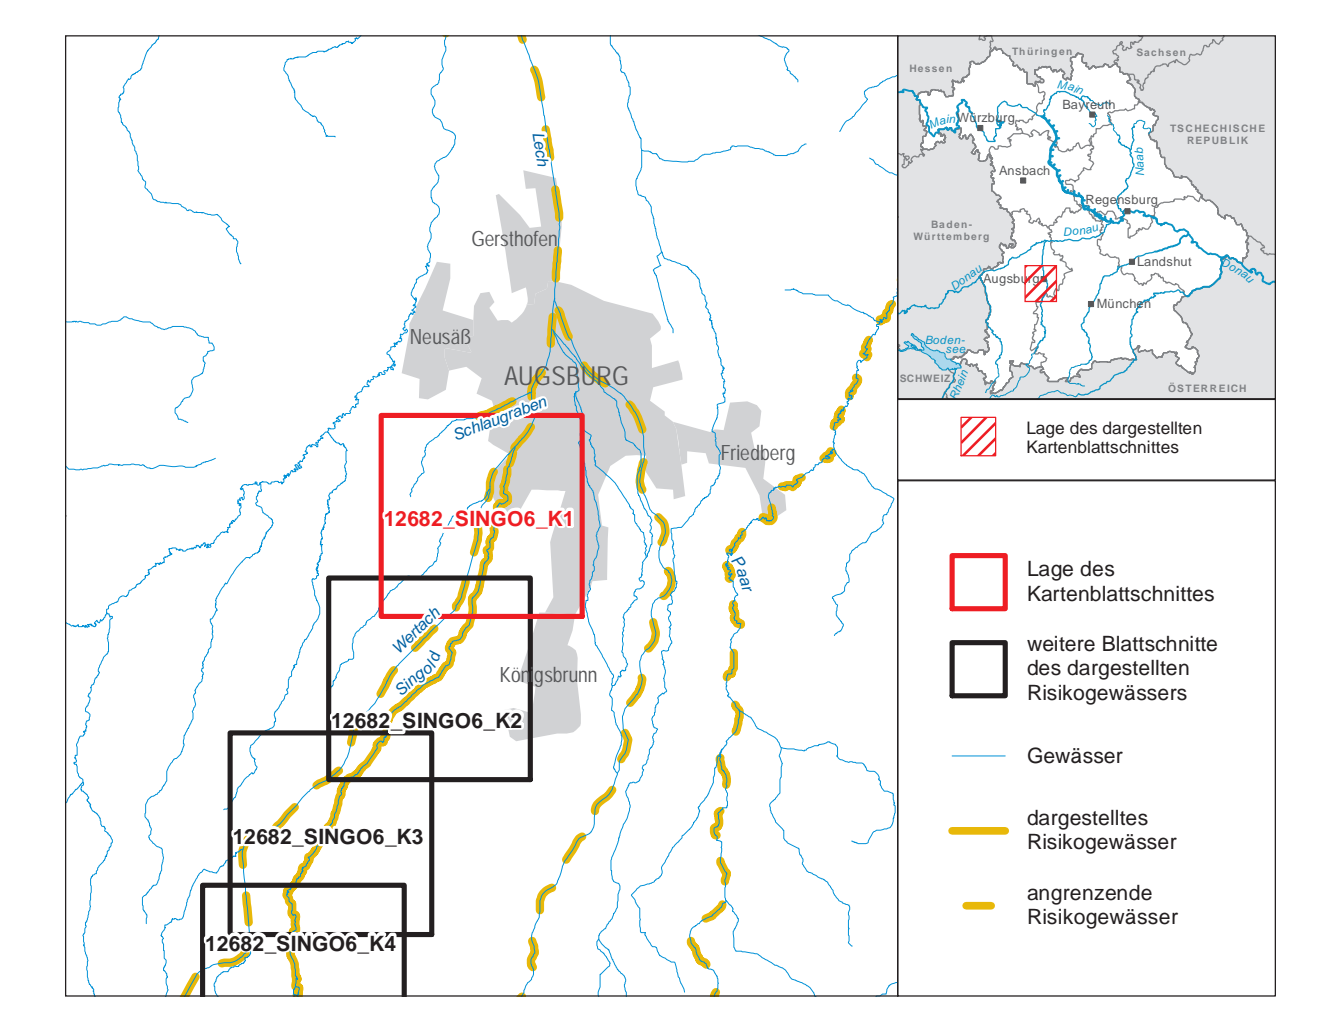 Lech
Gersthofen
Neusäß
AUGSBURG
Schlaugraben
Friedberg
12682_SINGO6_K1
Paar
Wertach
Singold
Königsbrunn
12682_SINGO6_K2
12682_SINGO6_K3
12682_SINGO6_K4
Thüringen
Sachsen
Hessen
Main
Bayreuth
Main
Würzburg
TSCHECHISCHE
REPUBLIK
Naab
Ansbach
Regensburg
Baden-
Württemberg
Donau
Landshut
Donau
Donau
Augsburg
München
Boden-
see
SCHWEIZ
Rhein
ÖSTERREICH
Lage des dargestellten
Kartenblattschnittes
Lage des
Kartenblattschnittes
weitere Blattschnitte
des dargestellten
Risikogewässers
Gewässer
dargestelltes
Risikogewässer
angrenzende
Risikogewässer